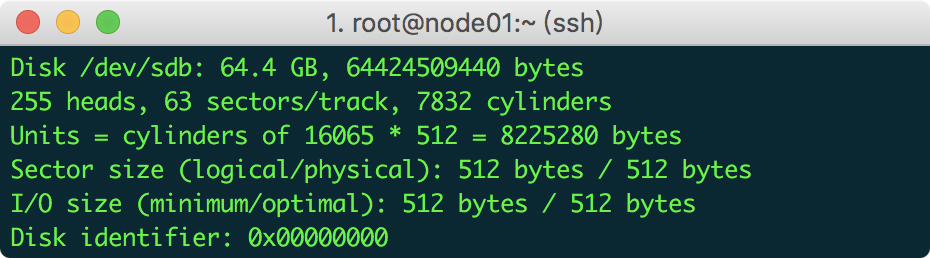 1. root@node01:~ (ssh)
Disk /dev/sdb: 64.4 GB, 64424509440 bytes
255 heads, 63 sectors/track, 7832 cylinders
Units = cylinders of 16065 * 512 = 8225280 bytes
Sector size (logical/physical): 512 bytes / 512 bytes
I/O size (minimum/optimal): 512 bytes / 512 bytes
Disk identifier: 0x00000000